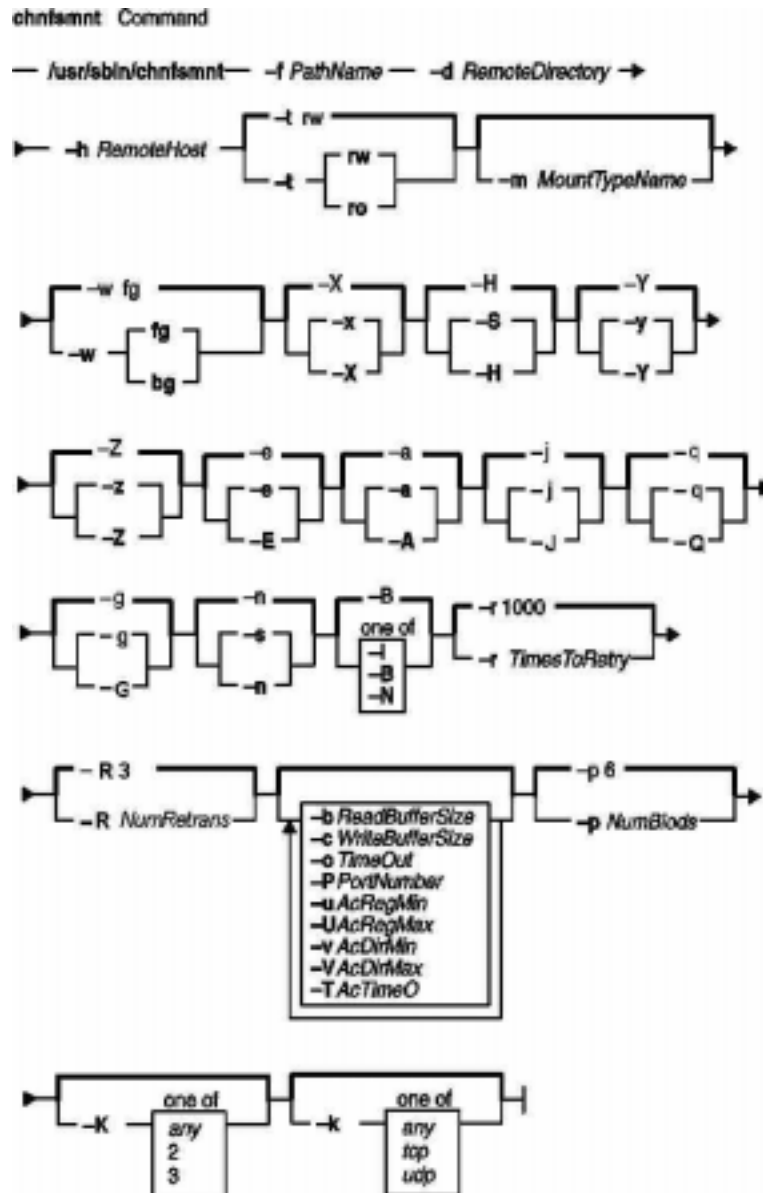 chnfsmnt Command
/usr/sbin/chnfsmnt -f PathName -d RemoteDirectory
-t rw
-h RemoteHost rw -m MountTypeName
-t
ro
-w fg -X -H -Y
fg -x -S -y
-w
bg -X -H -Y
-Z -e -a -j -q
-z -e -a -j -q
-Z -E -A -J -Q
-g -n -B -r 1000
-g -s one of -r TimesToRetry
-G -n -I
-B
-N
-R 3 -p 6
-R NumRetrans -p NumBiods
-b ReadBufferSize
-c WriteBufferSize
-o TimeOut
-P PortNumber
-u AcRegMin
-U AcRegMax
-v AcDirMin
-V AcDirMax
-T AcTimeO
one of one of
-K any -k any
2 tcp
3 udp